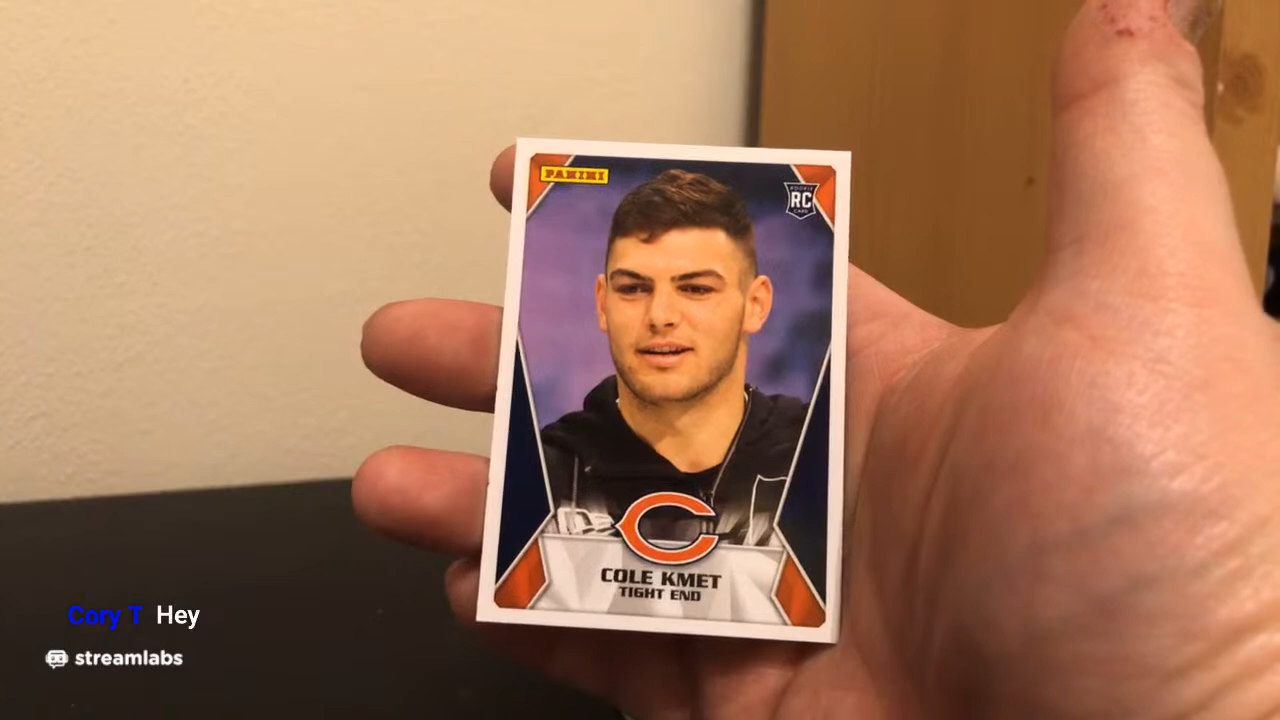 PANINI
ROOKIE
RC
CARD
C
COLE KMET
TIGHT END
Cory T Hey
streamlabs